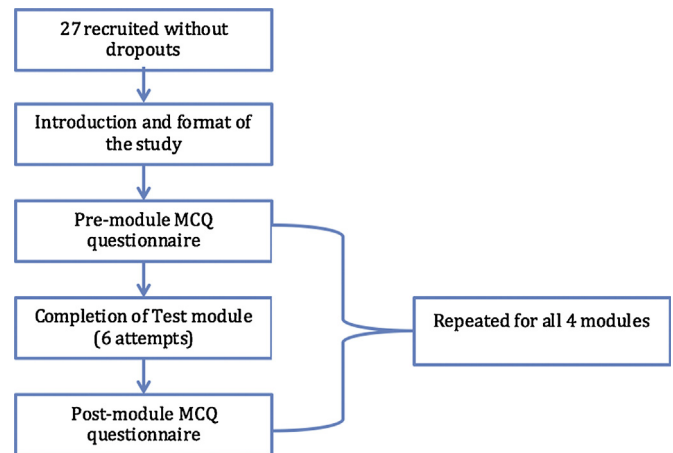 27 recruited without
dropouts
Introduction and format of
the study
Pre-module MCQ
questionnaire
Completion of Test module
(6 attempts)
Repeated for all 4 modules
Post-module MCQ
questionnaire